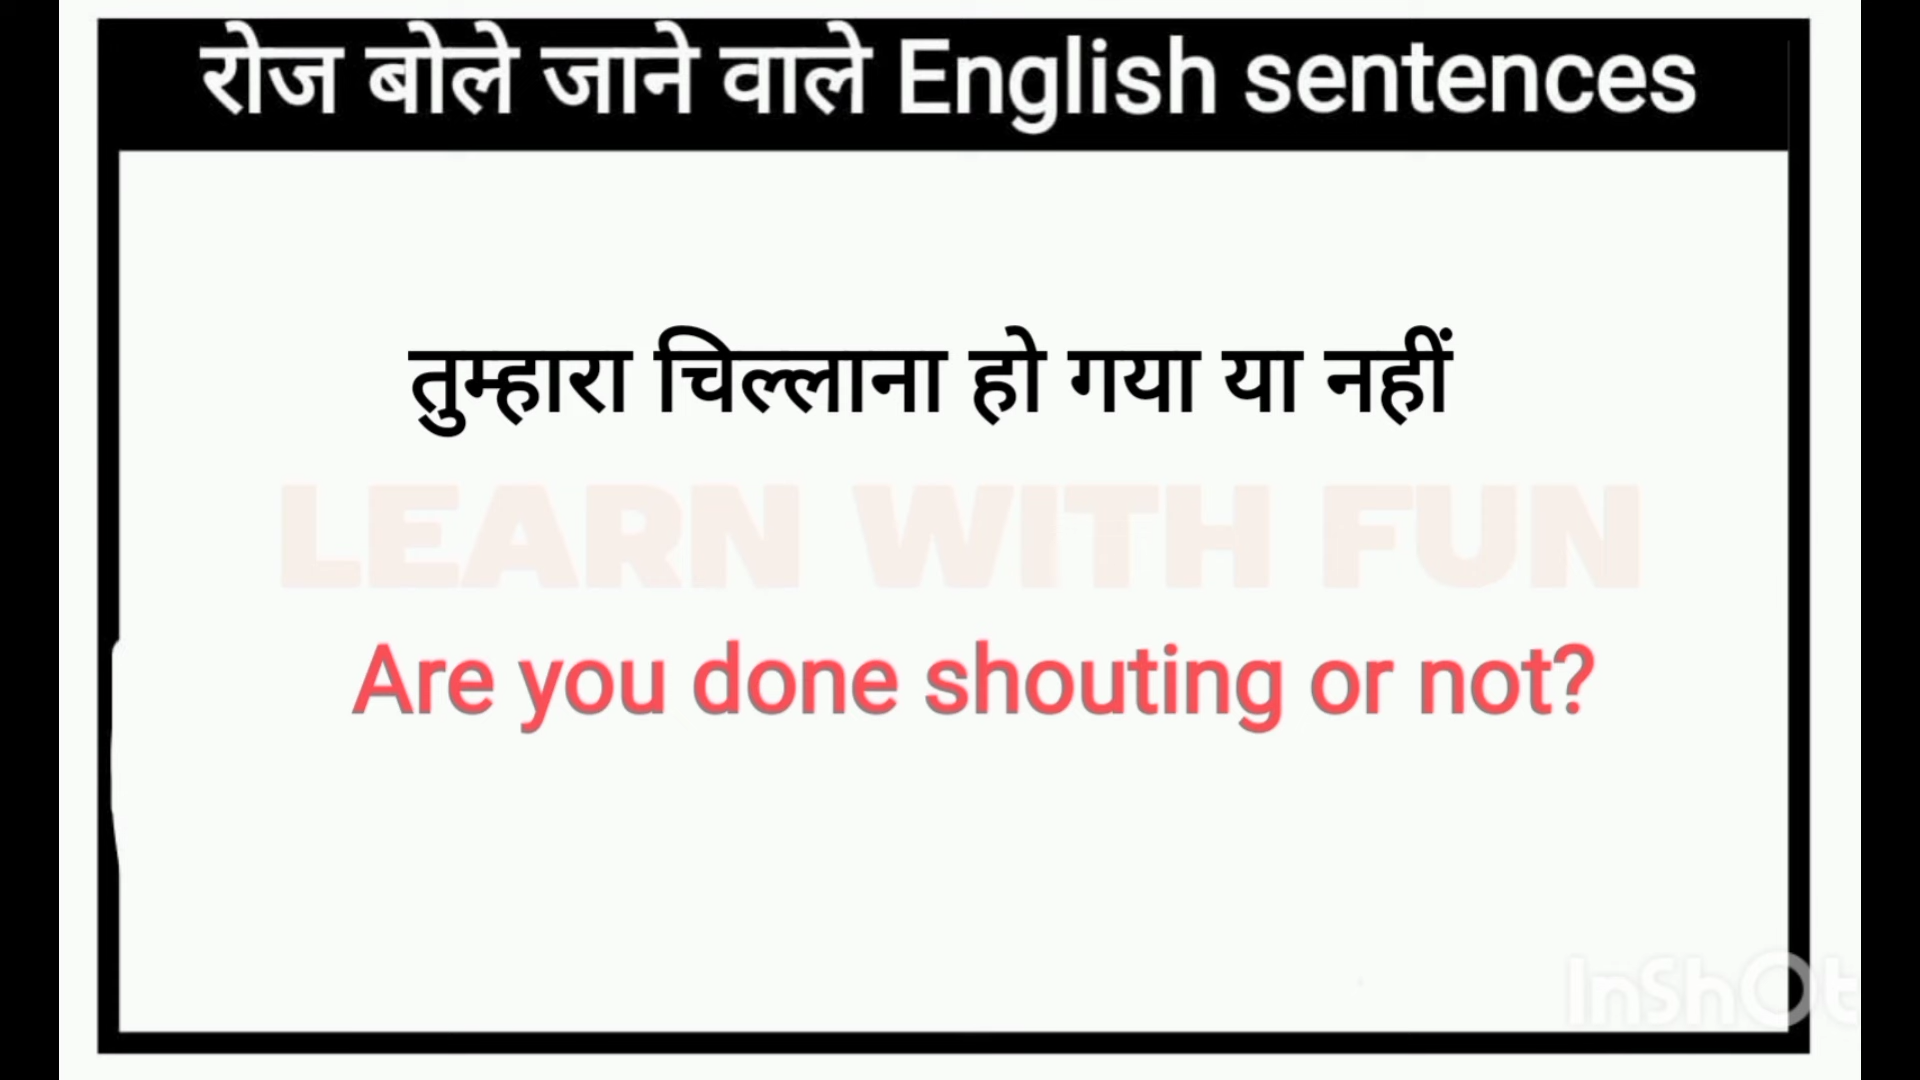 रोज बोले जाने वाले English sentences
तुम्हारा चिल्लाना हो गया या नहीं
LEARN WITH FUN
Are you done shouting or not?
InShOt